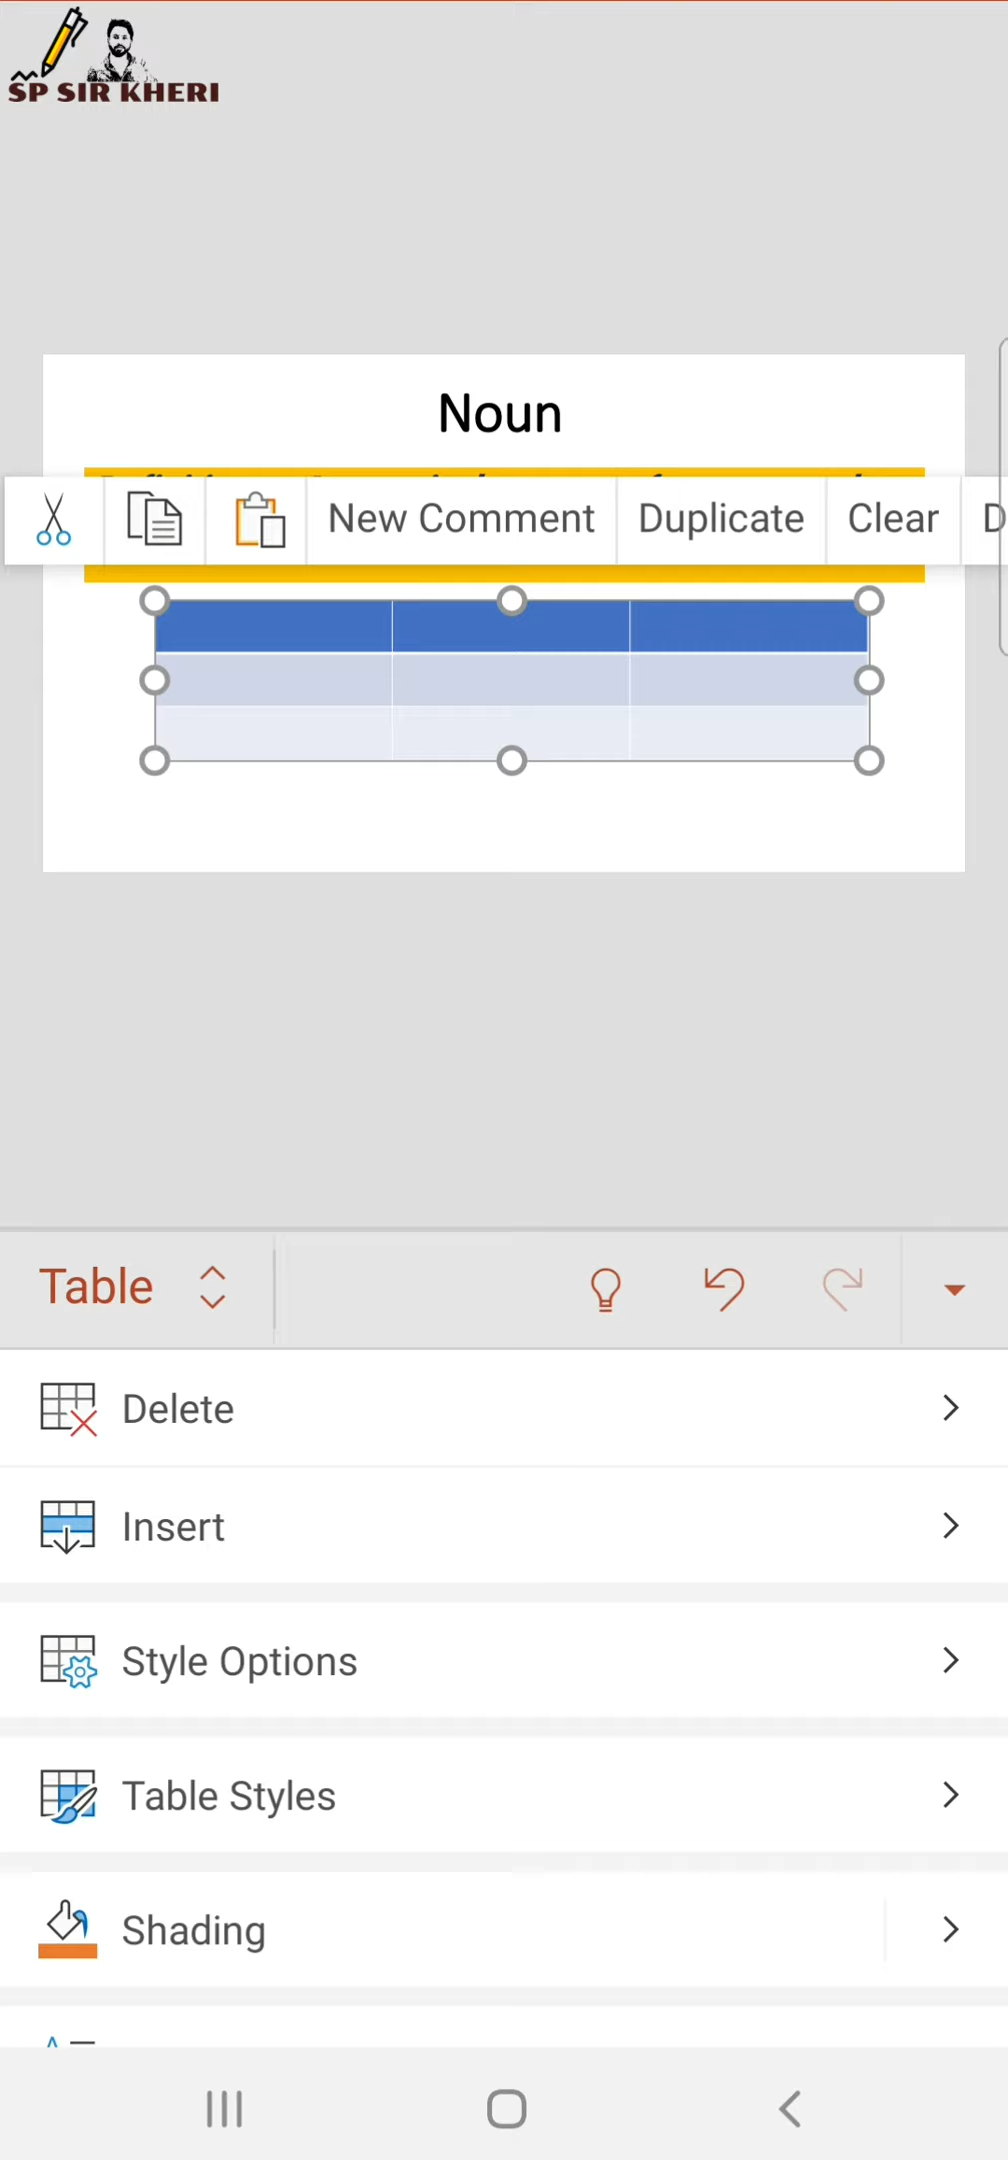 SP SIR KHERI
Noun
New Comment
Duplicate
Clear
Table
Delete
Insert
Style Options
Table Styles
Shading